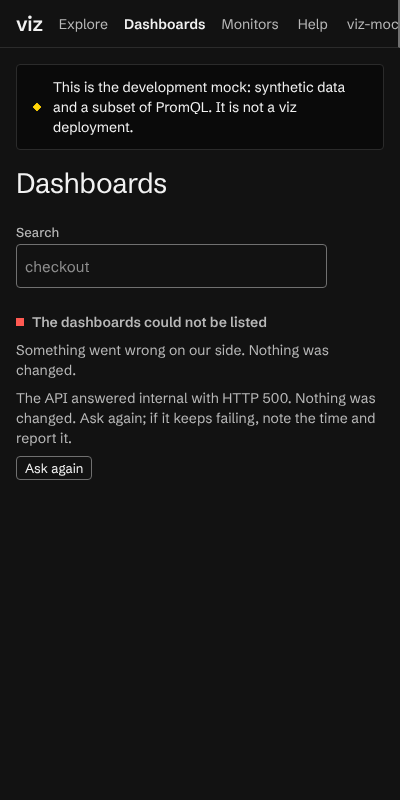 viz Explore Dashboards Monitors Help viz-moc
This is the development mock: synthetic data
and a subset of PromQL. It is not a viz
deployment.
Dashboards
Search
checkout
The dashboards could not be listed
Something went wrong on our side. Nothing was
changed.
The API answered internal with HTTP 500. Nothing was
changed. Ask again; if it keeps failing, note the time and
report it.
Ask again